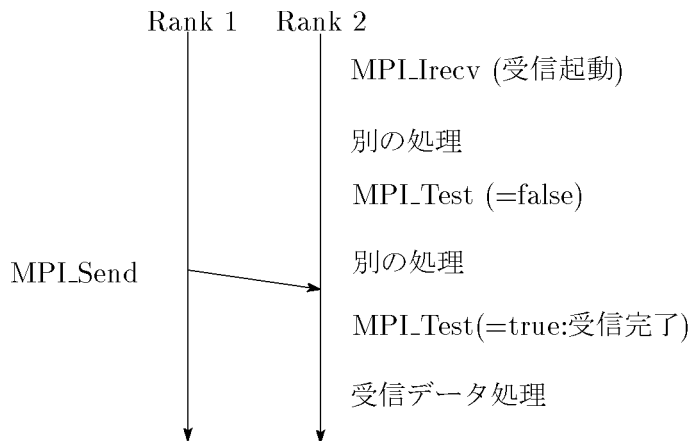 Rank 1 Rank 2
MPI_Irecv (受信起動)
別の処理
MPI_Test (=false)
別の処理
MPI_Send
MPI_Test(=true:受信完了)
受信データ処理